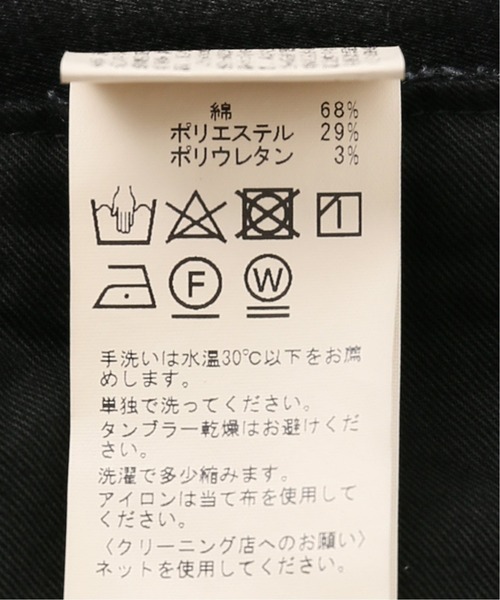 綿 68%
ポリエステル 29%
ポリウレタン 3%
F W
手洗いは水温30℃以下をお薦
めします。
単独で洗ってください。
タンブラー乾燥はお避けくだ
さい。
洗濯で多少縮みます。
アイロンは当て布を使用して
ください。
〈クリーニング店へのお願い〉
ネットを使用してください。